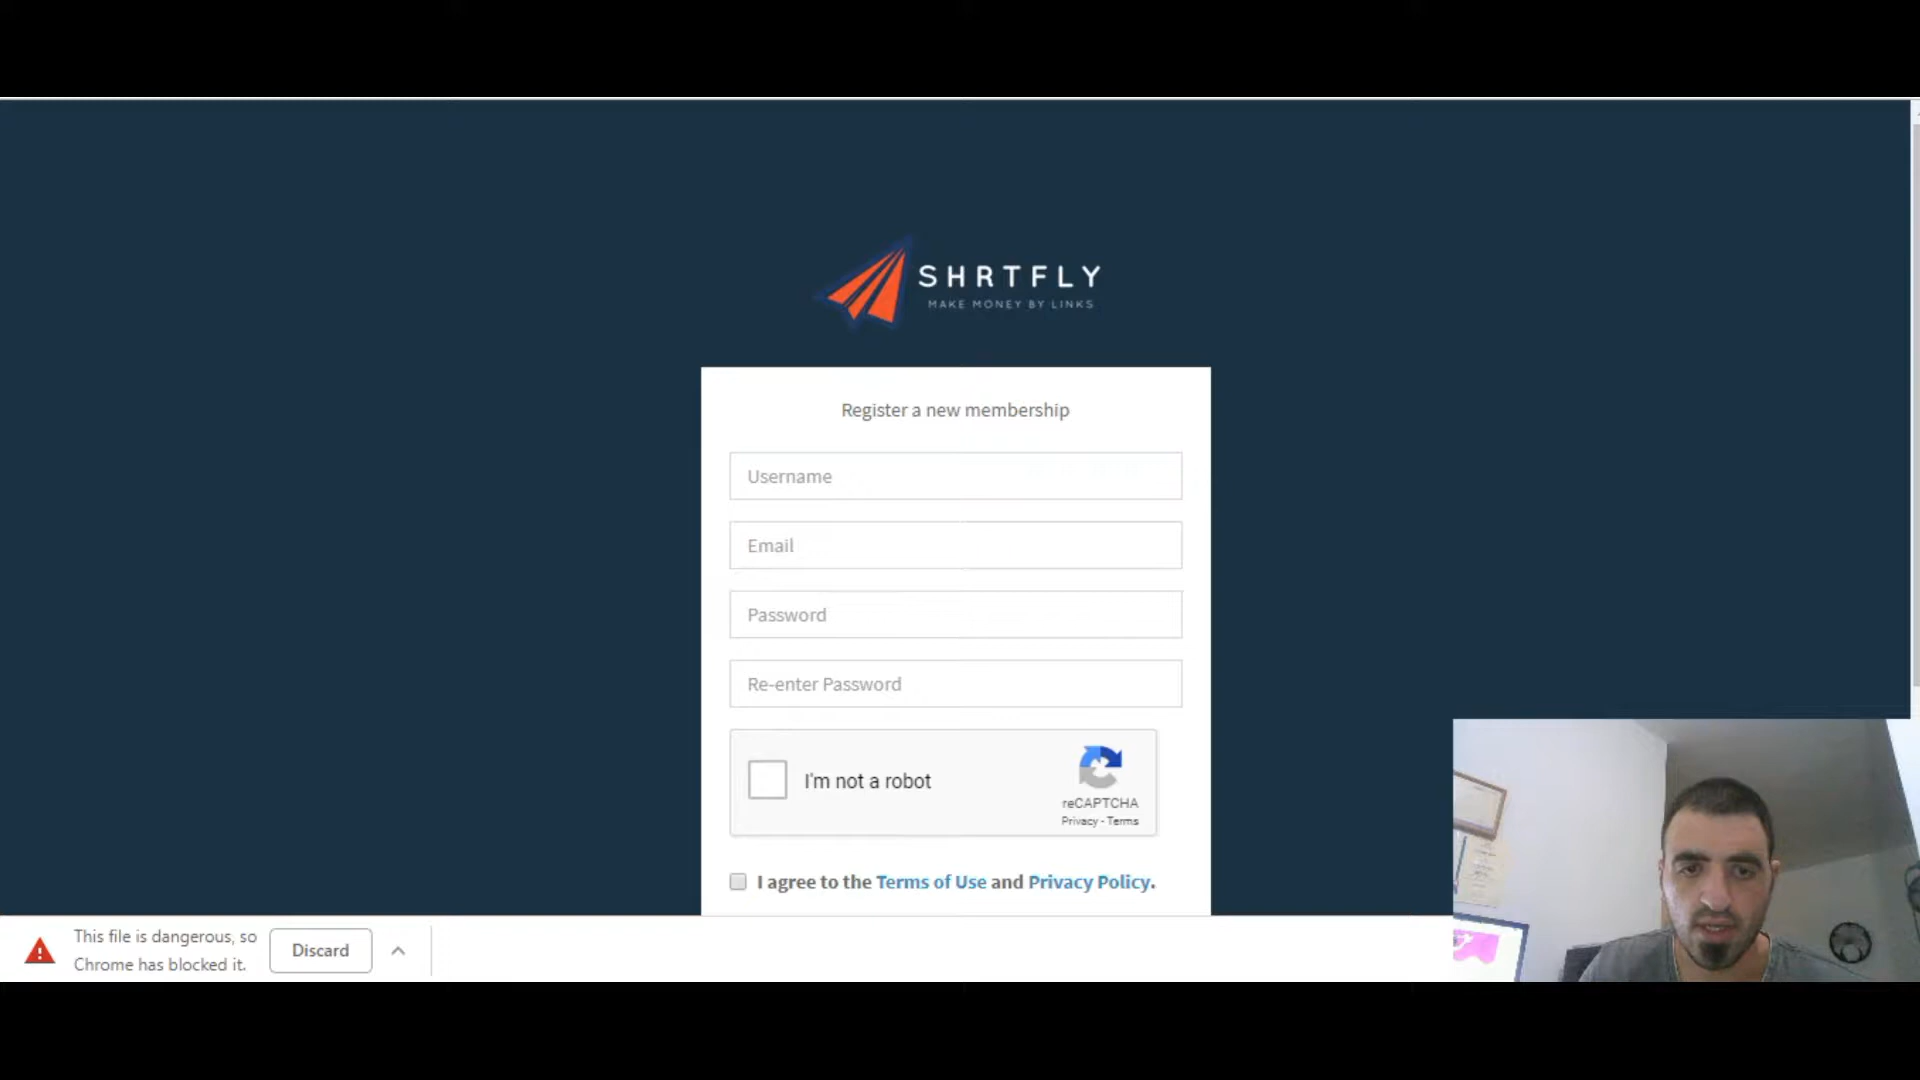 SHRTFLY
MAKE MONEY BY LINKS
Register a new membership
Username
Email
Password
Re-enter Password
I'm not a robot
reCAPTCHA
Privacy - Terms
I agree to the Terms of Use and Privacy Policy.
This file is dangerous, so
Chrome has blocked it.
Discard